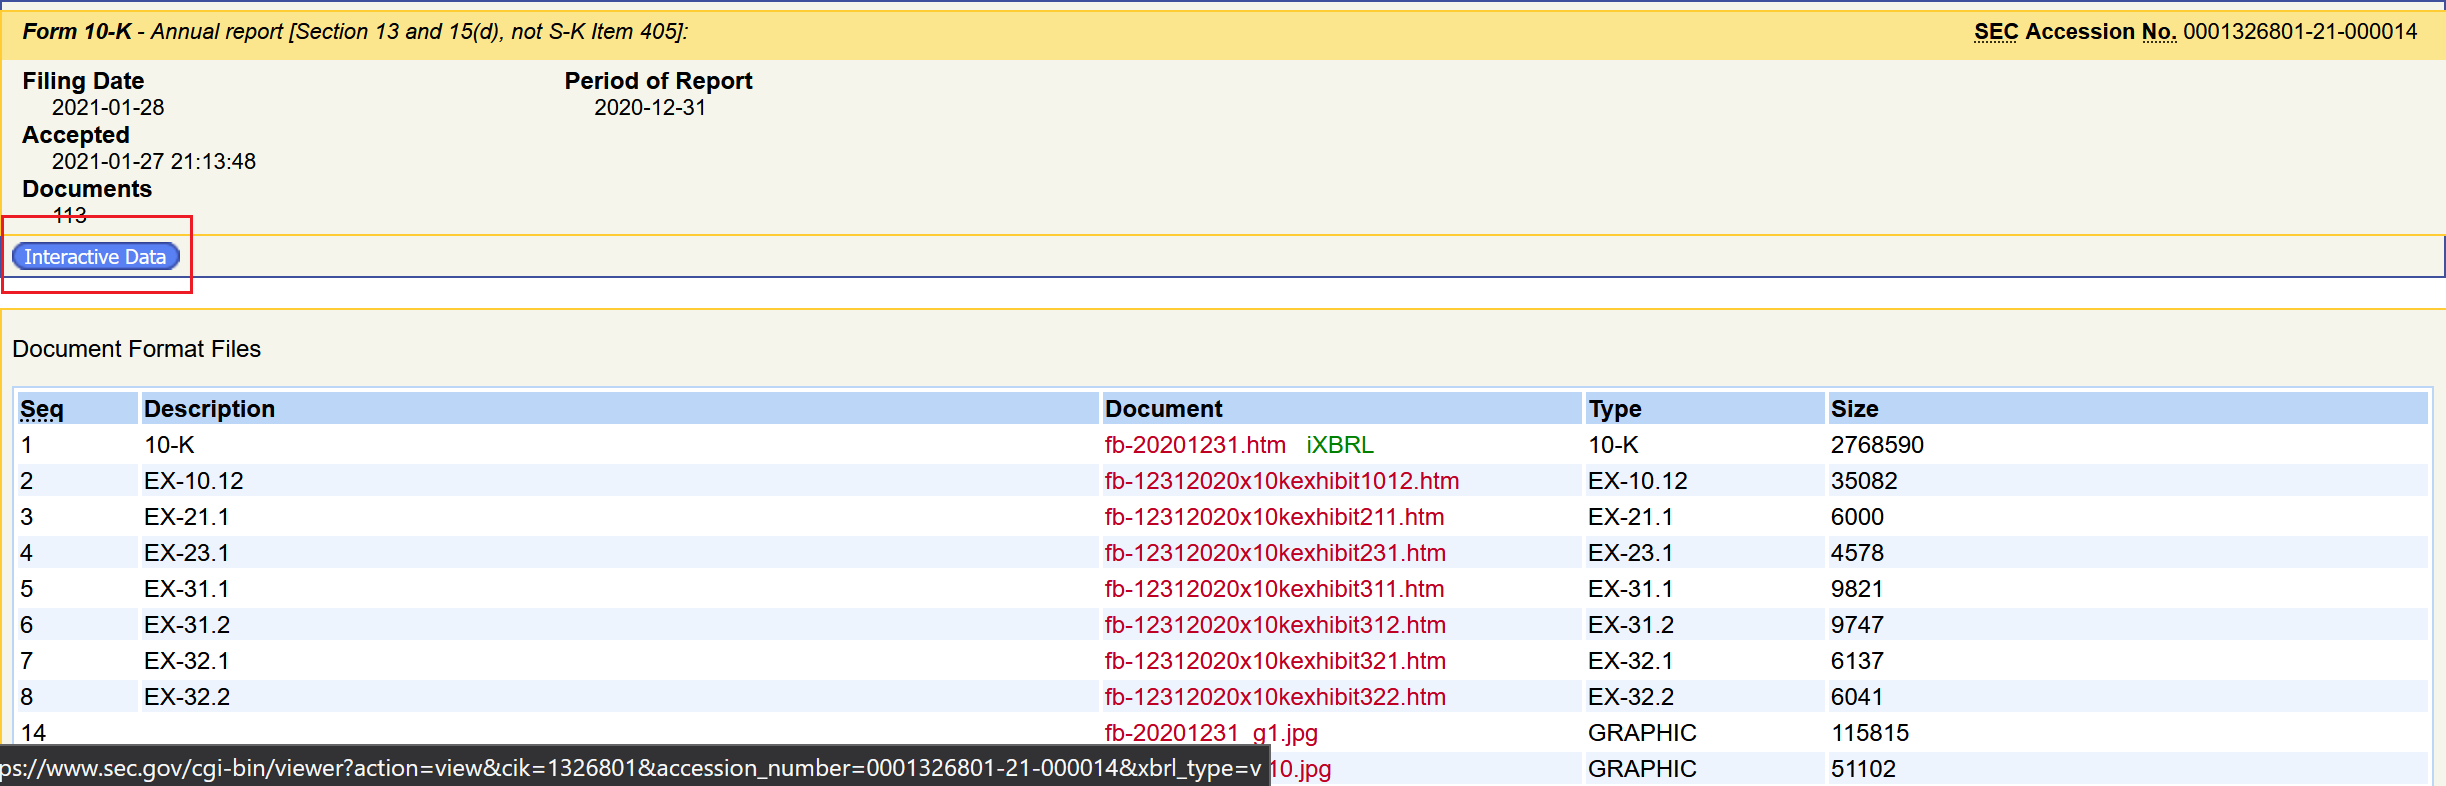 Form 10-K - Annual report [Section 13 and 15(d), not S-K Item 405]: SEC Accession No. 0001326801-21-000014
Filing Date Period of Report
2021-01-28 2020-12-31
Accepted
2021-01-27 21:13:48
Documents
113
Interactive Data
Document Format Files
Seq Description Document Type Size
1 10-K fb-20201231.htm iXBRL 10-K 2768590
2 EX-10.12 fb-12312020x10kexhibit1012.htm EX-10.12 35082
3 EX-21.1 fb-12312020x10kexhibit211.htm EX-21.1 6000
4 EX-23.1 fb-12312020x10kexhibit231.htm EX-23.1 4578
5 EX-31.1 fb-12312020x10kexhibit311.htm EX-31.1 9821
6 EX-31.2 fb-12312020x10kexhibit312.htm EX-31.2 9747
7 EX-32.1 fb-12312020x10kexhibit321.htm EX-32.1 6137
8 EX-32.2 fb-12312020x10kexhibit322.htm EX-32.2 6041
14 fb-20201231_g1.jpg GRAPHIC 115815
ps://www.sec.gov/cgi-bin/viewer?action=view&cik=1326801&accession_number=0001326801-21-000014&xbrl_type=v 10.jpg GRAPHIC 51102